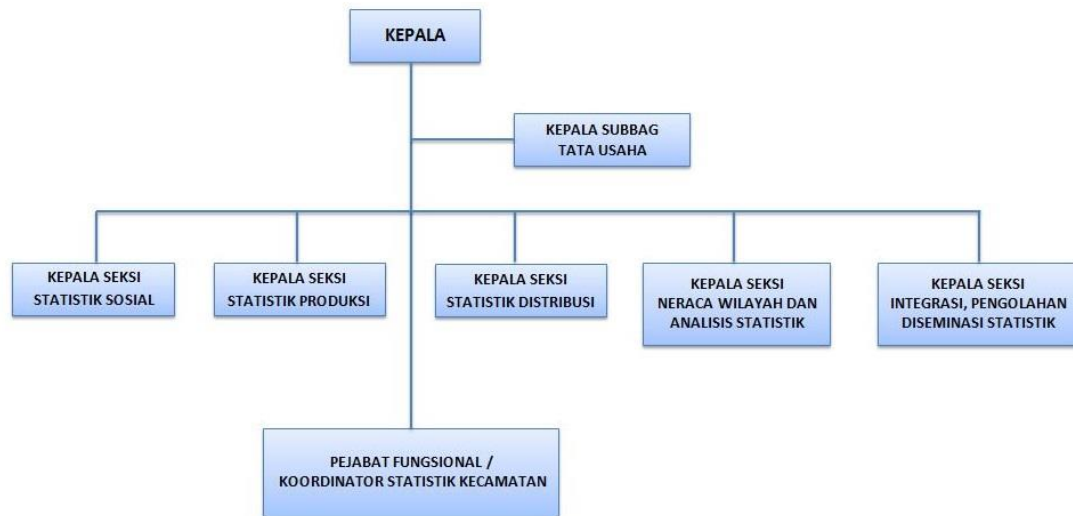 KEPALA
KEPALA SUBBAG
TATA USAHA
KEPALA SEKSI
STATISTIK SOSIAL
KEPALA SEKSI
STATISTIK PRODUKSI
KEPALA SEKSI
STATISTIK DISTRIBUSI
KEPALA SEKSI
NERACA WILAYAH DAN
ANALISIS STATISTIK
KEPALA SEKSI
INTEGRASI, PENGOLAHAN
DISEMINASI STATISTIK
PEJABAT FUNGSIONAL /
KOORDINATOR STATISTIK KECAMATAN